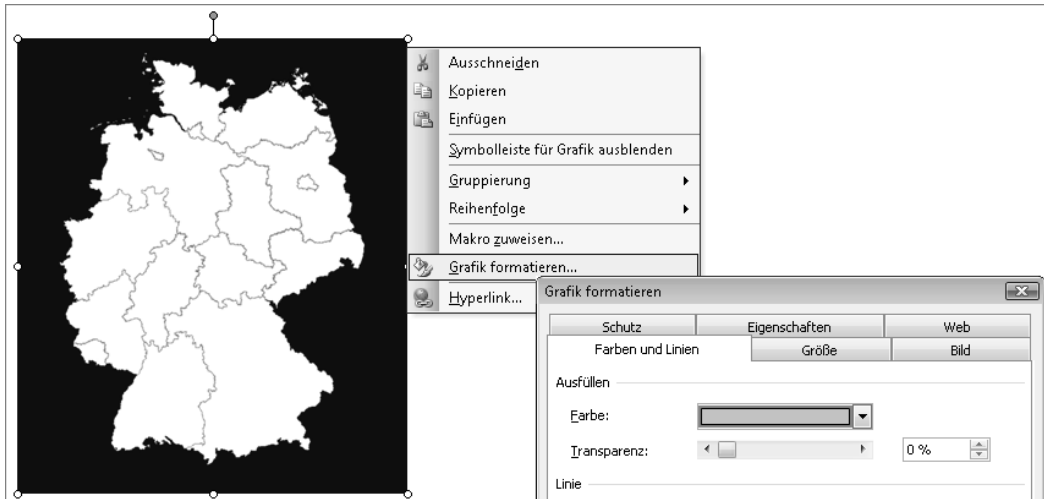 Ausschneiden
Kopieren
Einfügen
Symbolleiste für Grafik ausblenden
Gruppierung
Reihenfolge
Makro zuweisen...
Grafik formatieren...
Hyperlink...
Grafik formatieren
Schutz Eigenschaften Web
Farben und Linien Größe Bild
Ausfüllen
Farbe:
Transparenz: 0 %
Linie